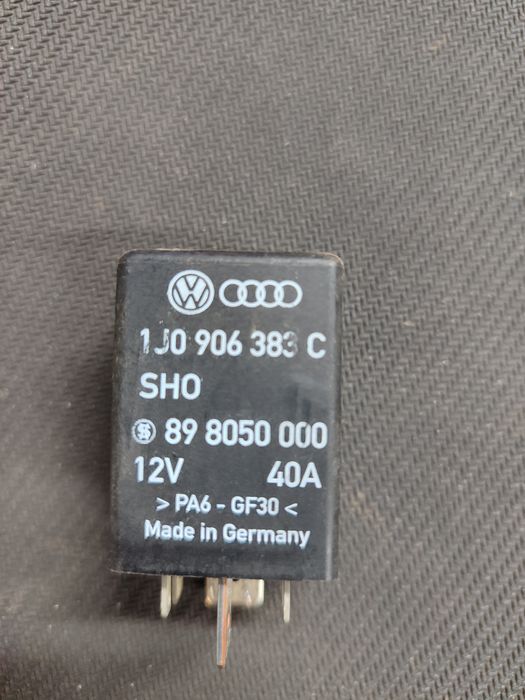 1J0 906 383 C
SHO
89 8050 000
12V 40A
> PA6 - GF30 <
Made in Germany